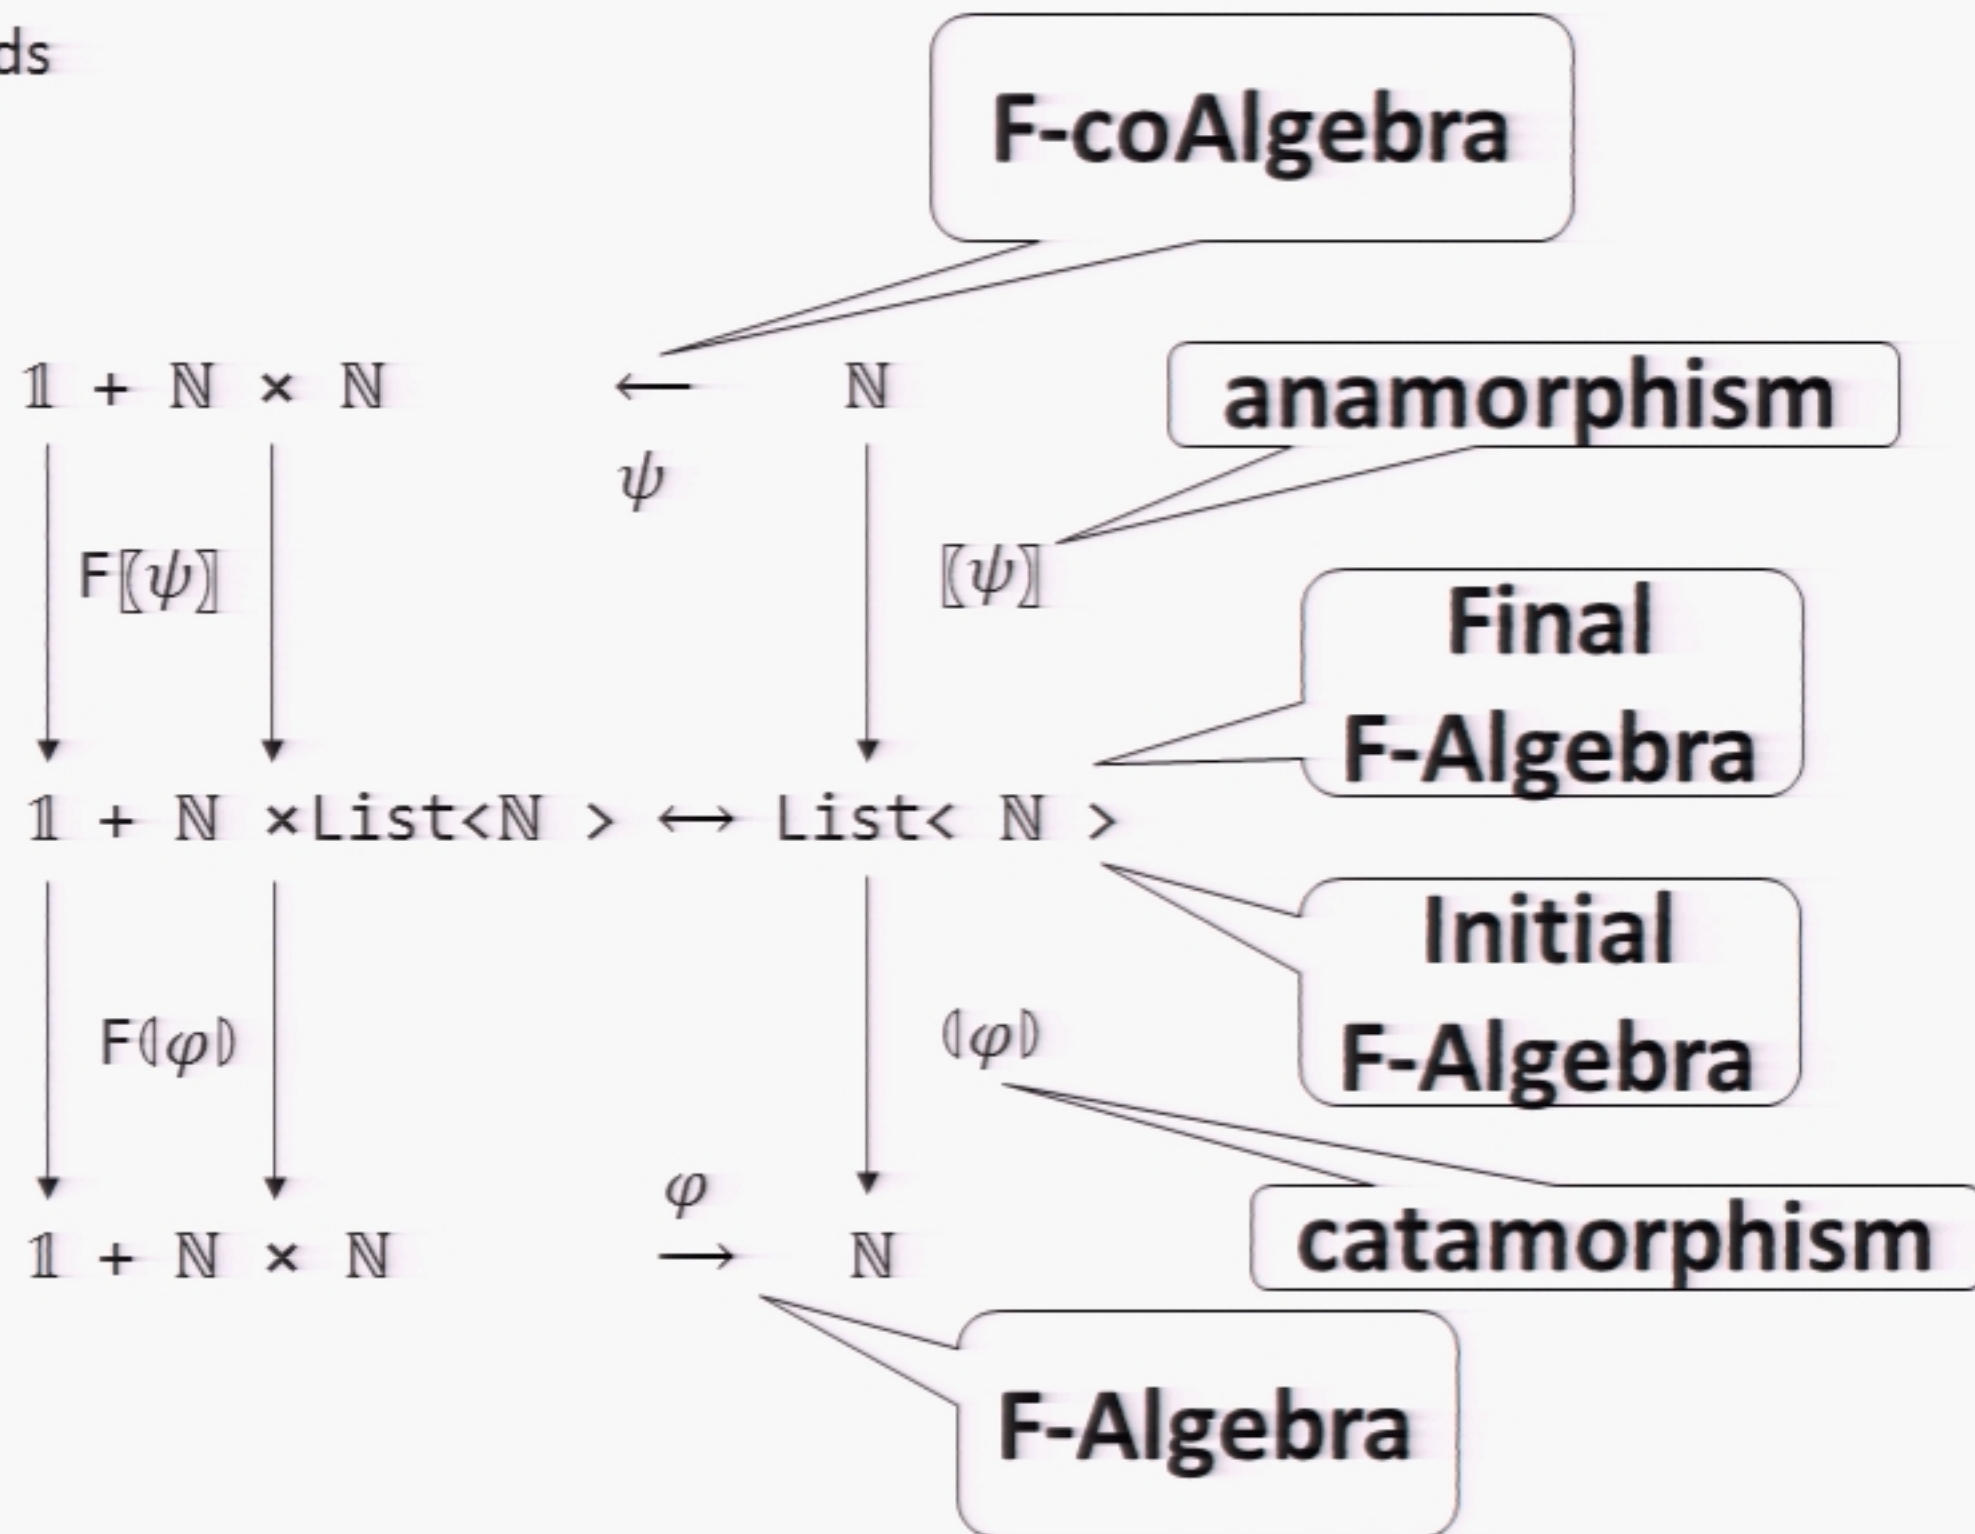 ds
F-coAlgebra
𝟙 + ℕ × ℕ ← ℕ
anamorphism
ψ
F〖ψ〗
〖ψ〗
Final
F-Algebra
𝟙 + ℕ ×List<ℕ > ↔ List< ℕ >
Initial
F-Algebra
F⦇φ⦈
⦇φ⦈
φ
𝟙 + ℕ × ℕ → ℕ
catamorphism
F-Algebra